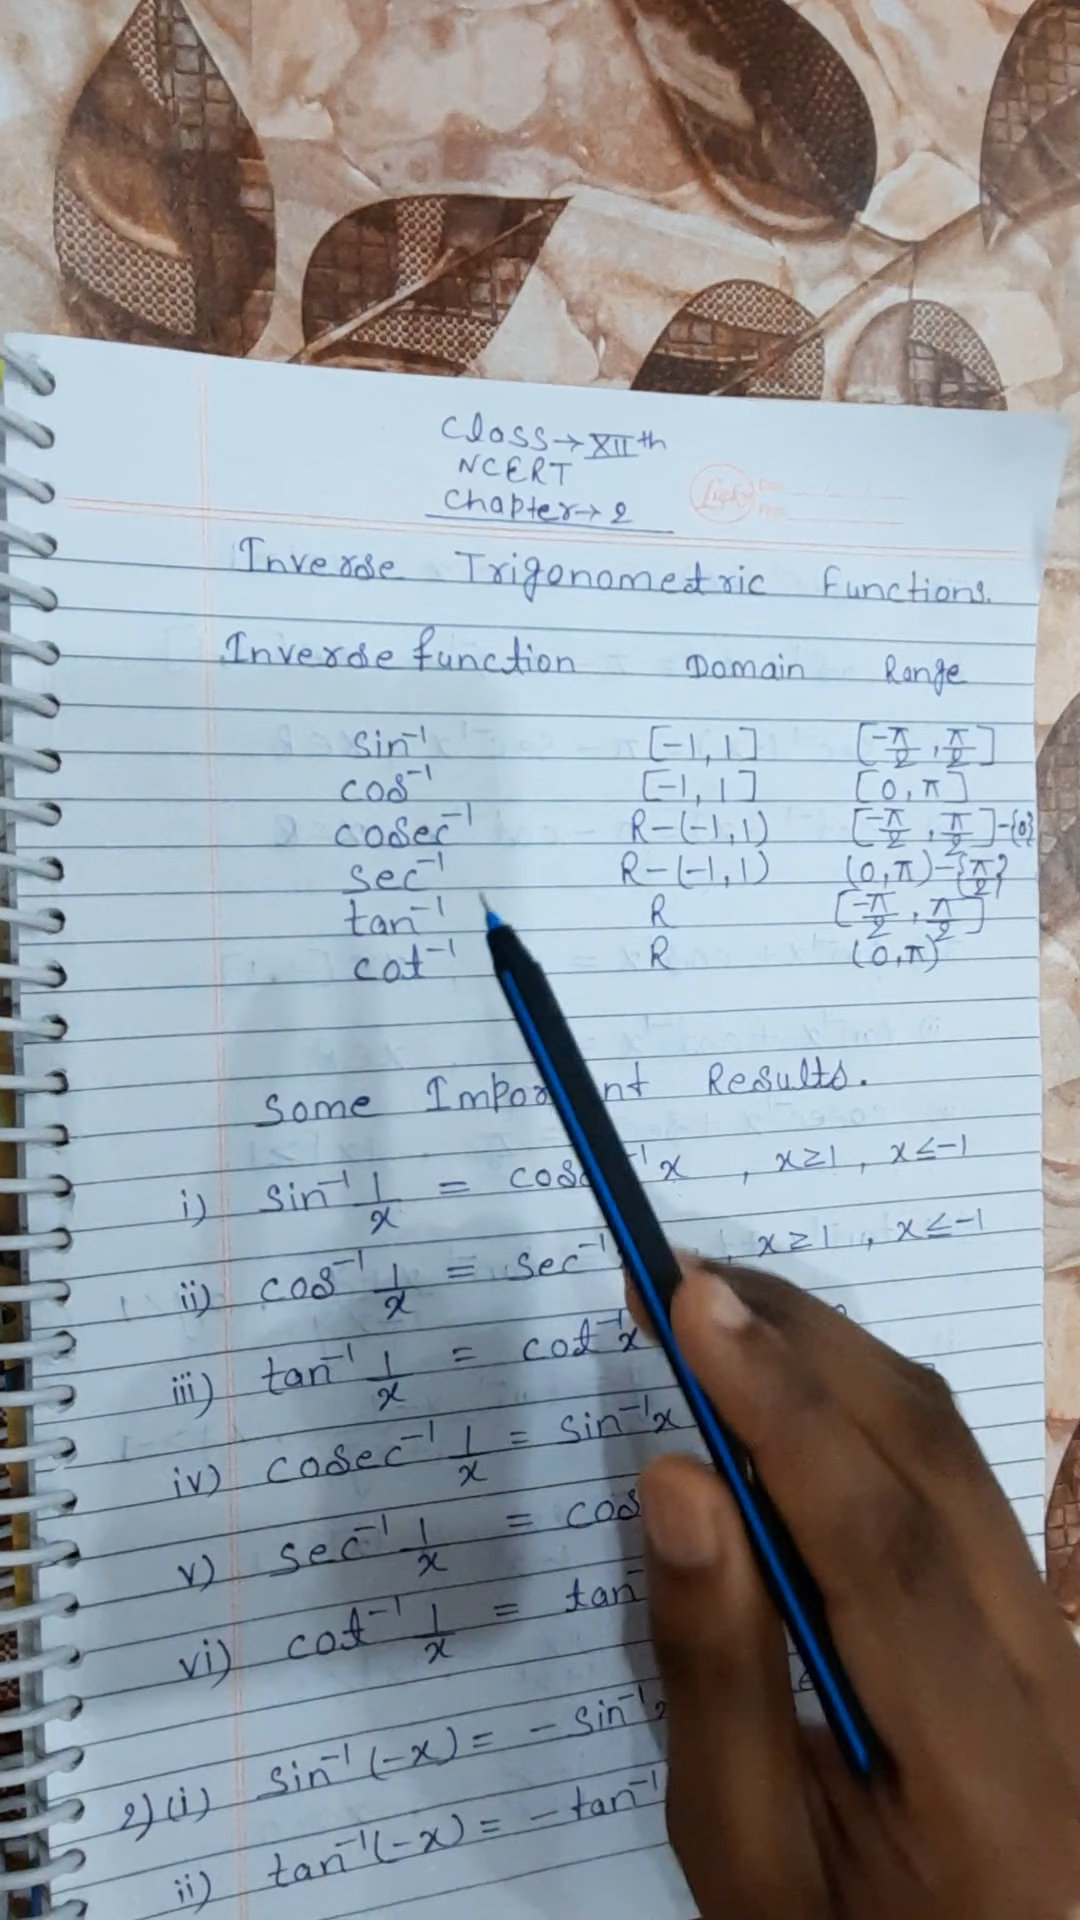 Class→XIIth
NCERT
Chapter→2
Inverse Trigonometric Functions.
Inverse function Domain Range
sin⁻¹ [-1, 1] [-π/2, π/2]
cos⁻¹ [-1, 1] [0, π]
cosec⁻¹ R-(-1, 1) [-π/2, π/2]-{0}
sec⁻¹ R-(-1, 1) (0, π)-{π/2}
tan⁻¹ R [-π/2, π/2]
cot⁻¹ R (0, π)
Some Results.
i) sin⁻¹ 1/x = x, x≥1, x≤-1
ii) cos⁻¹ 1/x = sec⁻¹ , x≥1, x≤-1
iii) tan⁻¹ 1/x = cot⁻¹x
iv) cosec⁻¹ 1/x = sin⁻¹x
v) sec⁻¹ 1/x = cos
vi) cot⁻¹ 1/x = tan⁻
2)(i) sin⁻¹(-x) = - sin⁻¹
ii) tan⁻¹(-x) = - tan⁻¹